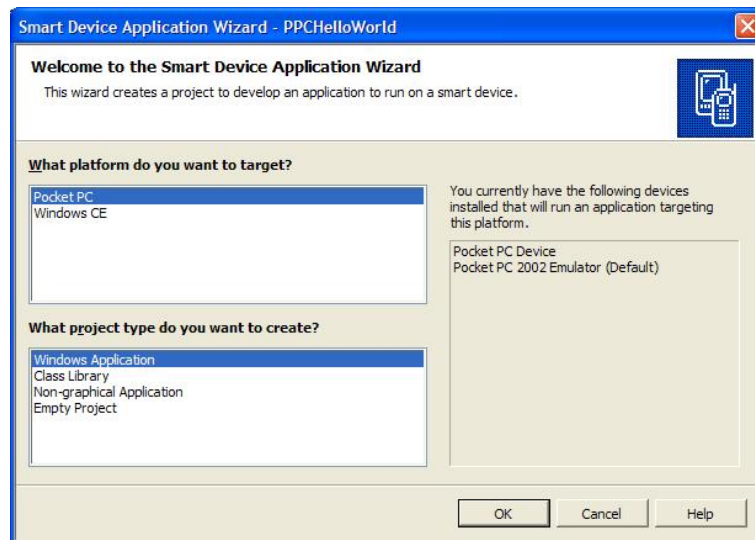 Smart Device Application Wizard - PPCHelloWorld
Welcome to the Smart Device Application Wizard
This wizard creates a project to develop an application to run on a smart device.
What platform do you want to target?
Pocket PC
Windows CE
You currently have the following devices
installed that will run an application targeting
this platform.
Pocket PC Device
Pocket PC 2002 Emulator (Default)
What project type do you want to create?
Windows Application
Class Library
Non-graphical Application
Empty Project
OK
Cancel
Help